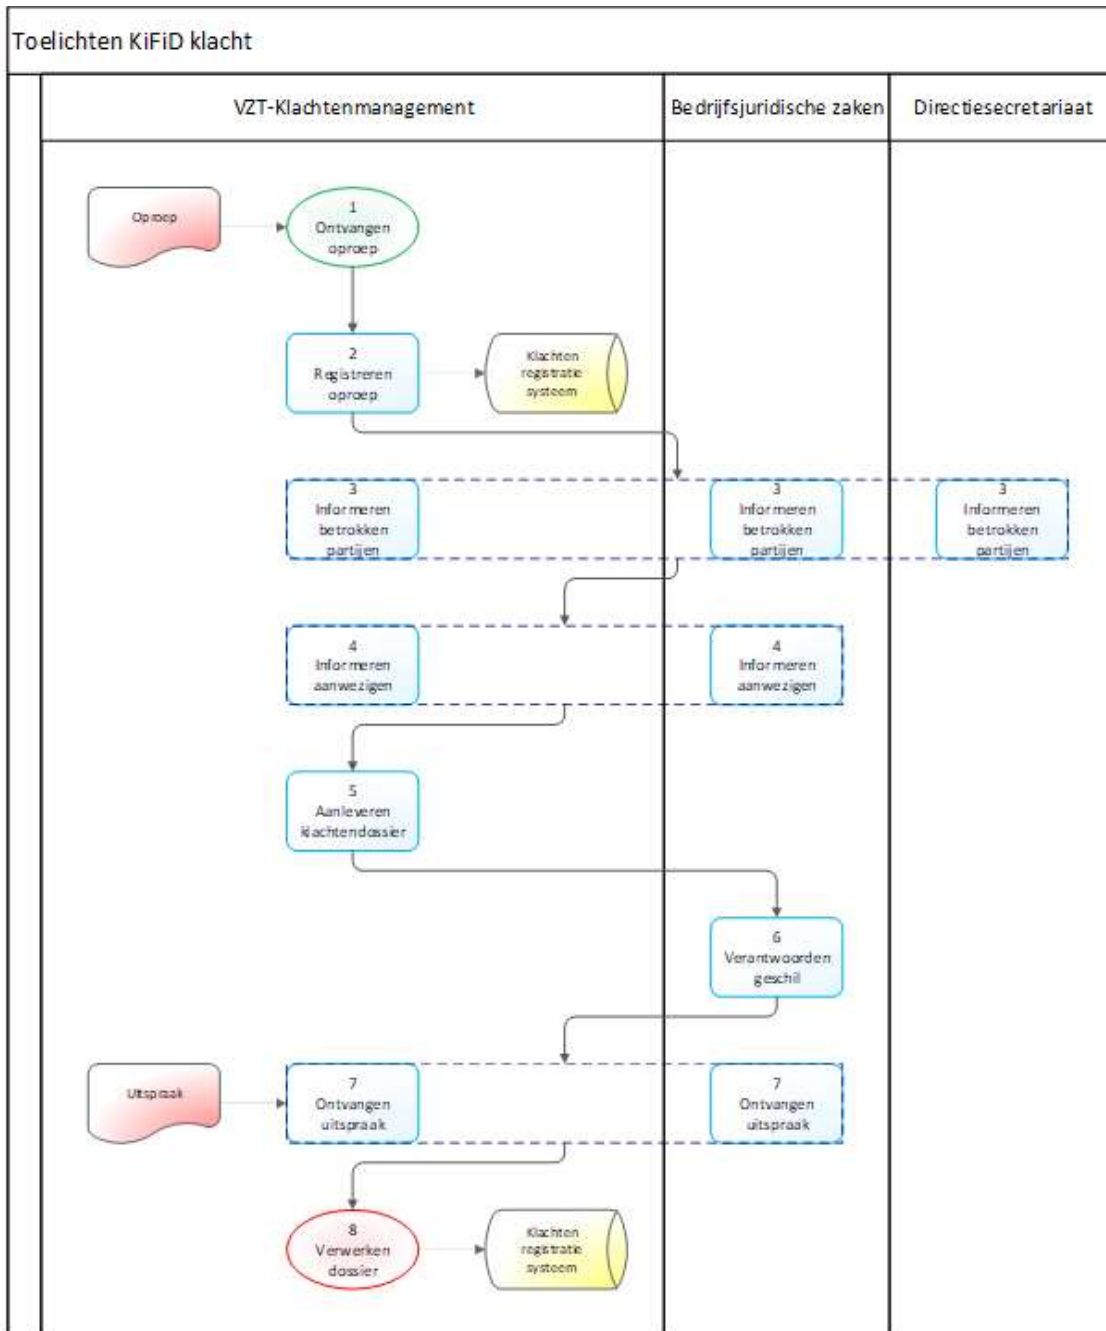 Toelichten KiFiD klacht
VZT-Klachtenmanagement
Bedrijfsjuridische zaken
Directiesecretariaat
Oproep
1
Ontvangen
oproep
2
Registreren
oproep
Klachten
registratie
systeem
3
Informeren
betrokken
partijen
3
Informeren
betrokken
partijen
3
Informeren
betrokken
partijen
4
Informeren
aanwezigen
4
Informeren
aanwezigen
5
Aanleveren
klachtendossier
6
Verantwoorden
geschil
Uitspraak
7
Ontvangen
uitspraak
7
Ontvangen
uitspraak
8
Verwerken
dossier
Klachten
registratie
systeem